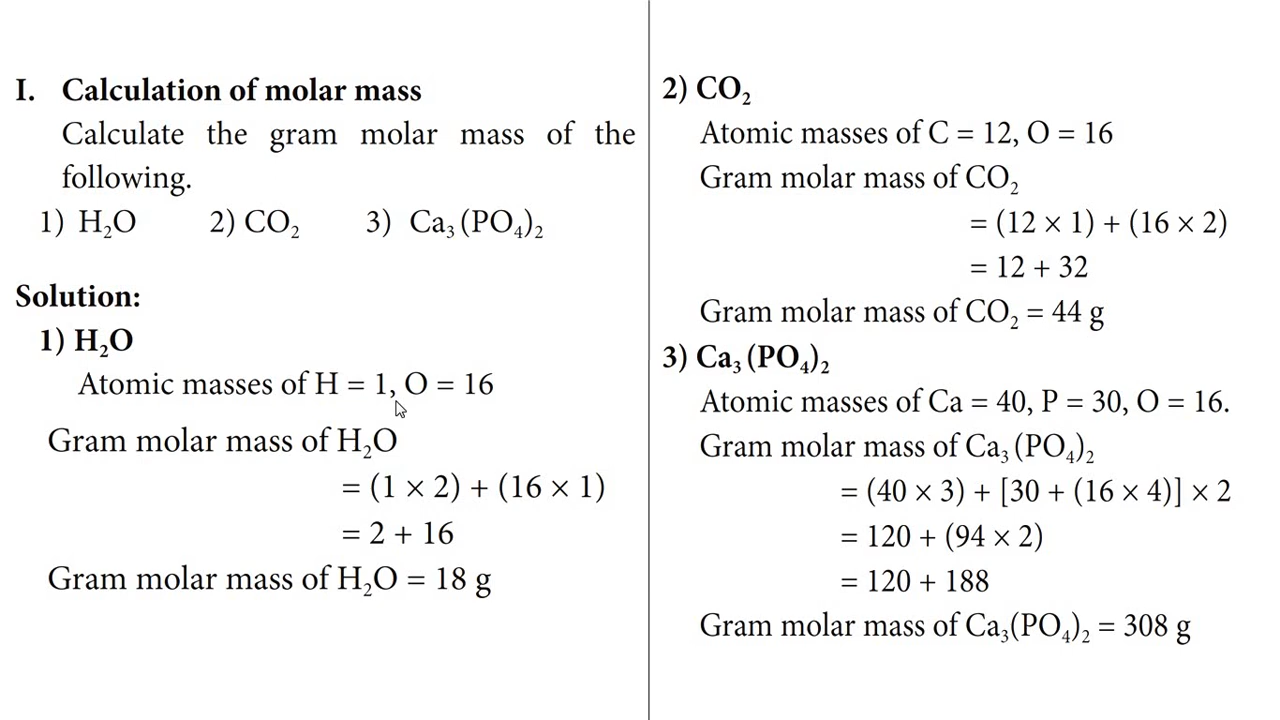 I. Calculation of molar mass
Calculate the gram molar mass of the
following.
1) H₂O 2) CO₂ 3) Ca₃(PO₄)₂
Solution:
1) H₂O
Atomic masses of H = 1, O = 16
Gram molar mass of H₂O
= (1 × 2) + (16 × 1)
= 2 + 16
Gram molar mass of H₂O = 18 g
2) CO₂
Atomic masses of C = 12, O = 16
Gram molar mass of CO₂
= (12 × 1) + (16 × 2)
= 12 + 32
Gram molar mass of CO₂ = 44 g
3) Ca₃(PO₄)₂
Atomic masses of Ca = 40, P = 30, O = 16.
Gram molar mass of Ca₃(PO₄)₂
= (40 × 3) + [30 + (16 × 4)] × 2
= 120 + (94 × 2)
= 120 + 188
Gram molar mass of Ca₃(PO₄)₂ = 308 g